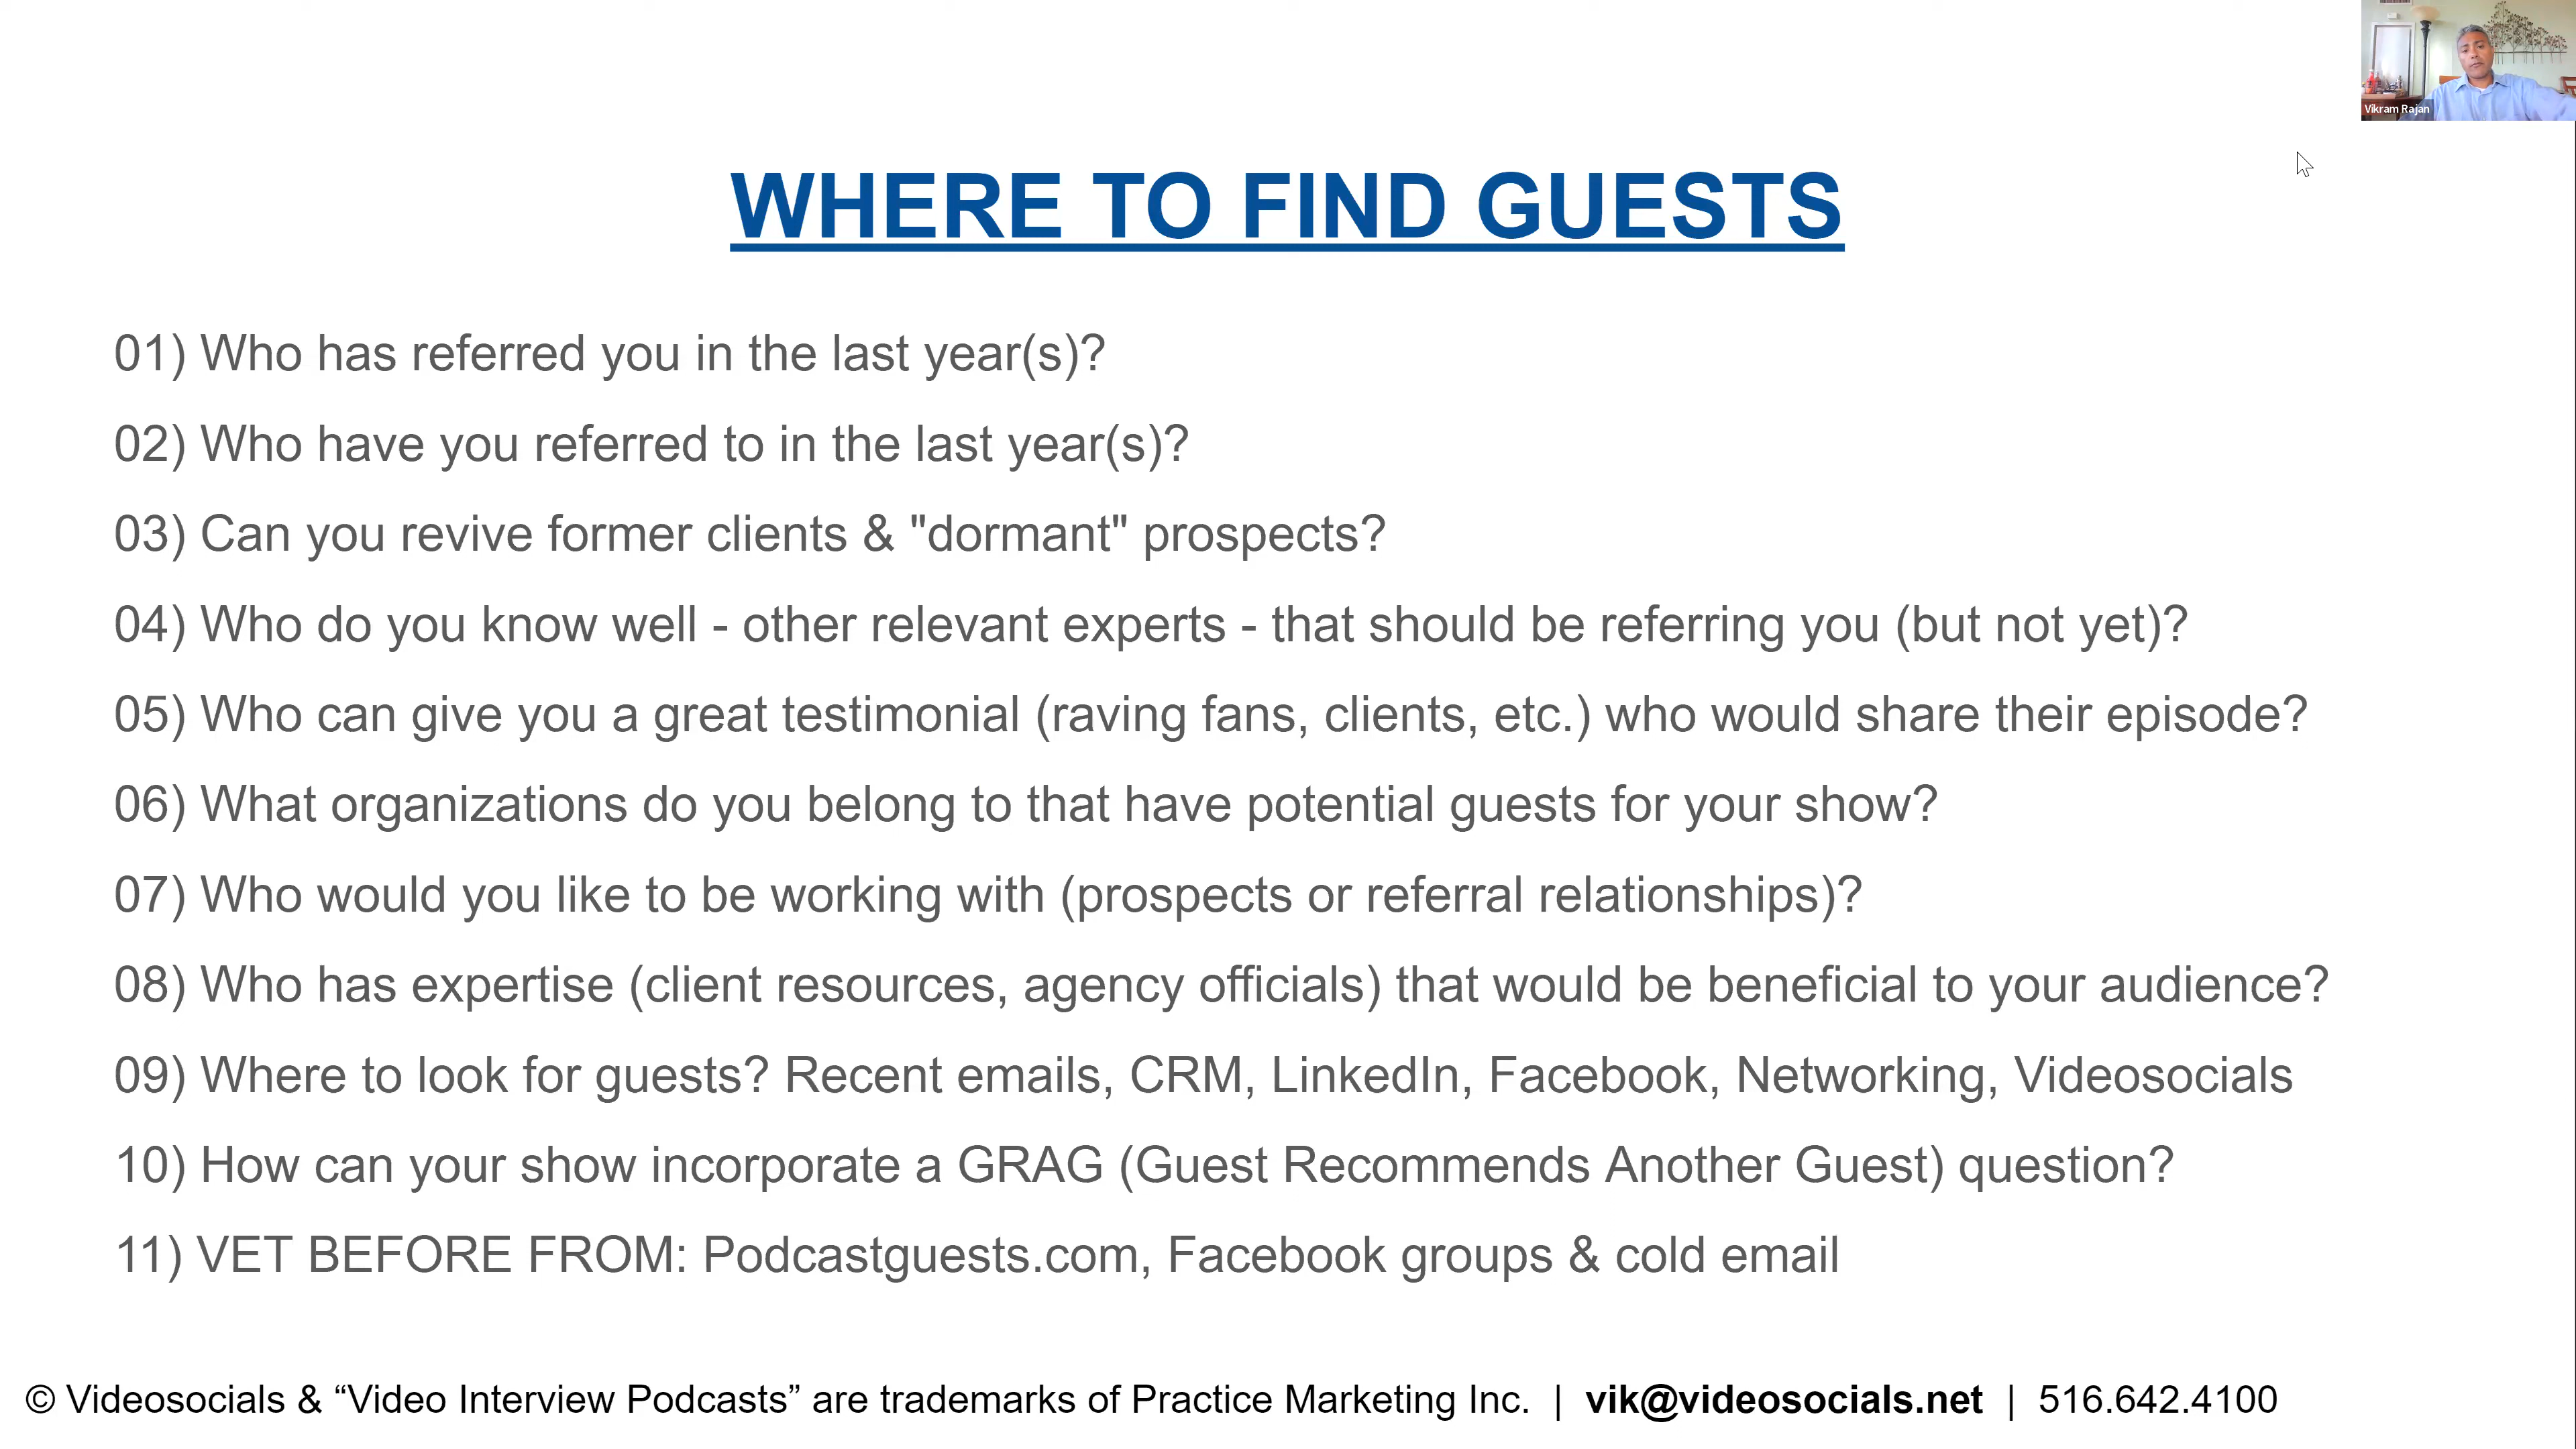 Vikram Rajan
WHERE TO FIND GUESTS
01) Who has referred you in the last year(s)?
02) Who have you referred to in the last year(s)?
03) Can you revive former clients & "dormant" prospects?
04) Who do you know well - other relevant experts - that should be referring you (but not yet)?
05) Who can give you a great testimonial (raving fans, clients, etc.) who would share their episode?
06) What organizations do you belong to that have potential guests for your show?
07) Who would you like to be working with (prospects or referral relationships)?
08) Who has expertise (client resources, agency officials) that would be beneficial to your audience?
09) Where to look for guests? Recent emails, CRM, LinkedIn, Facebook, Networking, Videosocials
10) How can your show incorporate a GRAG (Guest Recommends Another Guest) question?
11) VET BEFORE FROM: Podcastguests.com, Facebook groups & cold email
© Videosocials & “Video Interview Podcasts” are trademarks of Practice Marketing Inc. | vik@videosocials.net | 516.642.4100